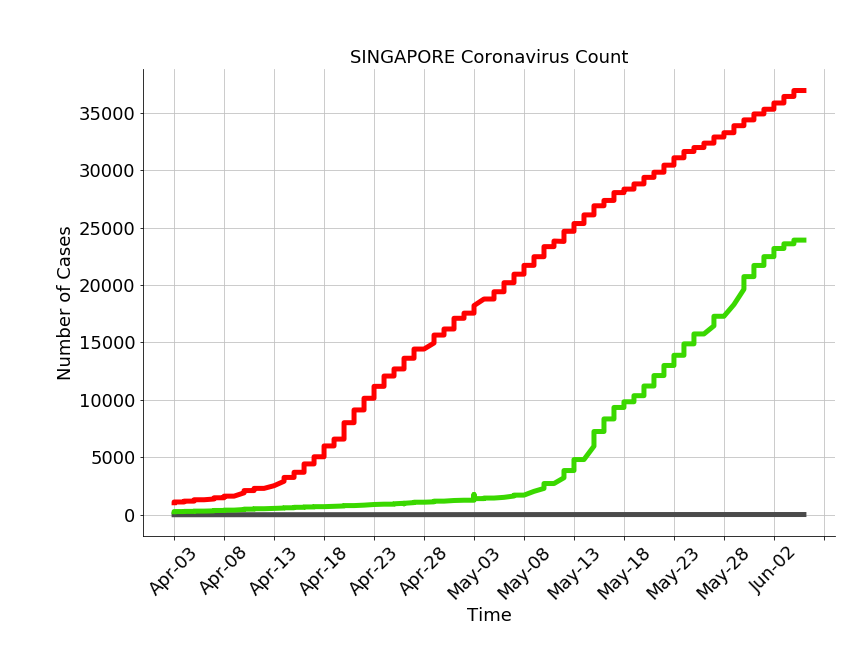 SINGAPORE Coronavirus Count
Number of Cases
35000
30000
25000
20000
15000
10000
5000
0
Apr-03
Apr-08
Apr-13
Apr-18
Apr-23
Apr-28
May-03
May-08
May-13
May-18
May-23
May-28
Jun-02
Time